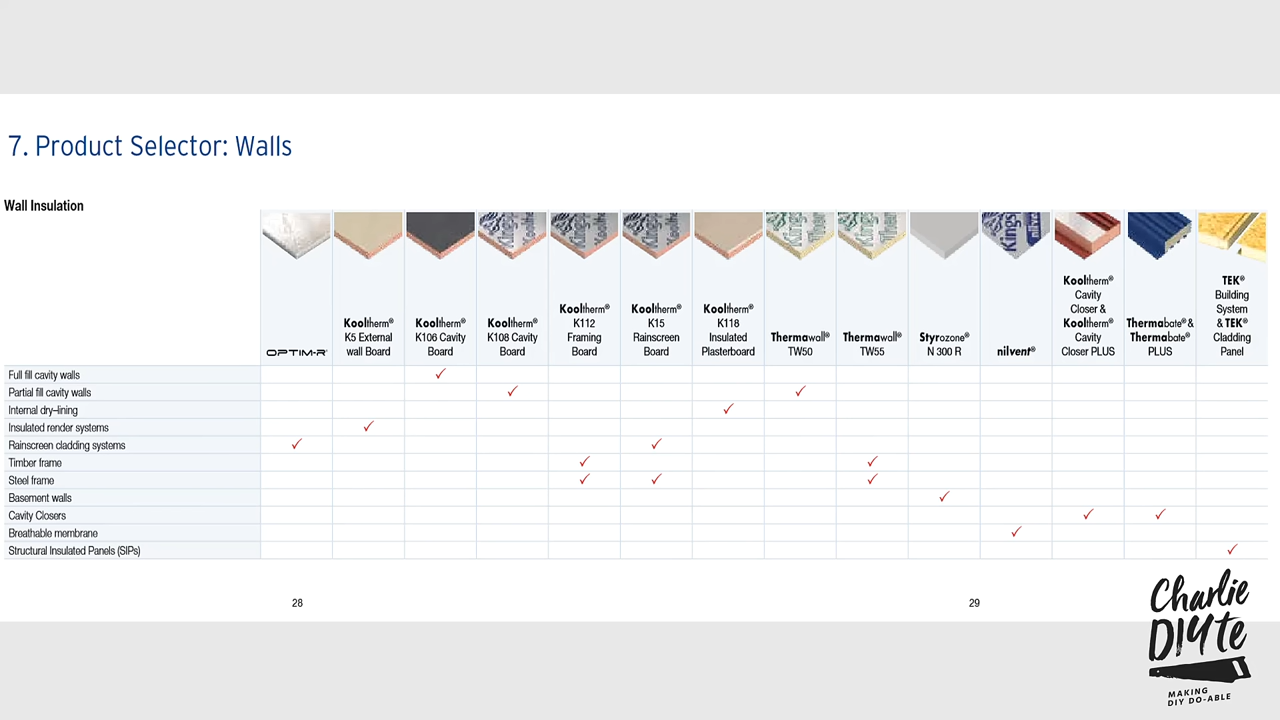 7. Product Selector: Walls
Wall Insulation
OPTIM-R®
Kooltherm®
K5 External
wall Board
Kooltherm®
K106 Cavity
Board
Kooltherm®
K108 Cavity
Board
Kooltherm®
K112
Framing
Board
Kooltherm®
K15
Rainscreen
Board
Kooltherm®
K118
Insulated
Plasterboard
Thermawall®
TW50
Thermawall®
TW55
Styrozone®
N 300 R
nilvent®
Kooltherm®
Cavity
Closer &
Kooltherm®
Cavity
Closer PLUS
Thermabate® &
Thermabate®
PLUS
TEK®
Building
System
& TEK®
Cladding
Panel
Full fill cavity walls ✓
Partial fill cavity walls ✓ ✓
Internal dry–lining ✓
Insulated render systems ✓
Rainscreen cladding systems ✓ ✓
Timber frame ✓ ✓
Steel frame ✓ ✓ ✓
Basement walls ✓
Cavity Closers ✓ ✓
Breathable membrane ✓
Structural Insulated Panels (SIPs) ✓
28
29
Charlie
DIYte
MAKING
DIY DO-ABLE